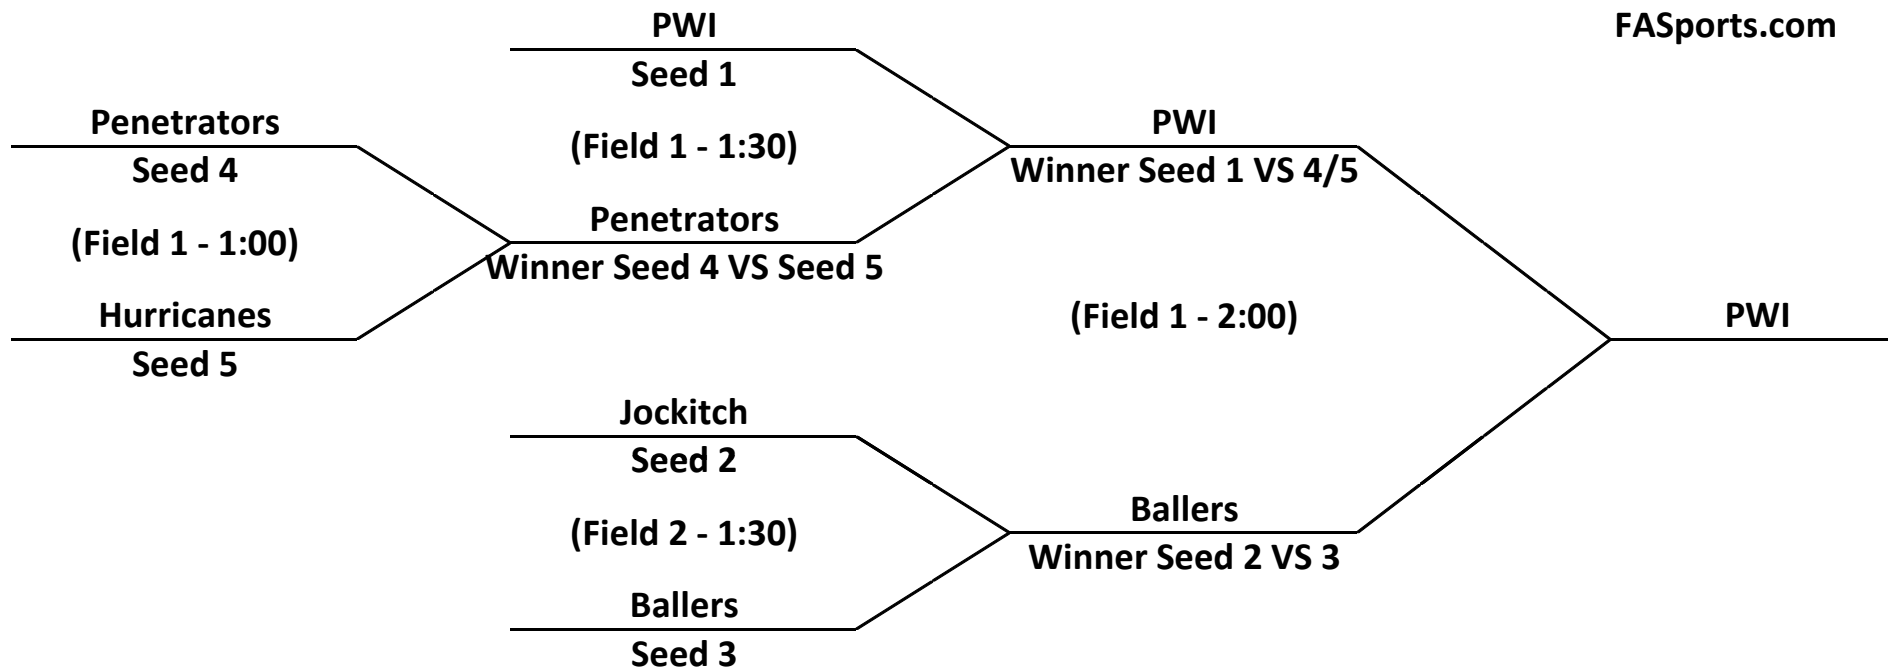 PWI
FASports.com
Seed 1
Penetrators
(Field 1 - 1:30)
PWI
Seed 4
Winner Seed 1 VS 4/5
Penetrators
(Field 1 - 1:00)
Winner Seed 4 VS Seed 5
Hurricanes
(Field 1 - 2:00)
PWI
Seed 5
Jockitch
Seed 2
Ballers
(Field 2 - 1:30)
Winner Seed 2 VS 3
Ballers
Seed 3